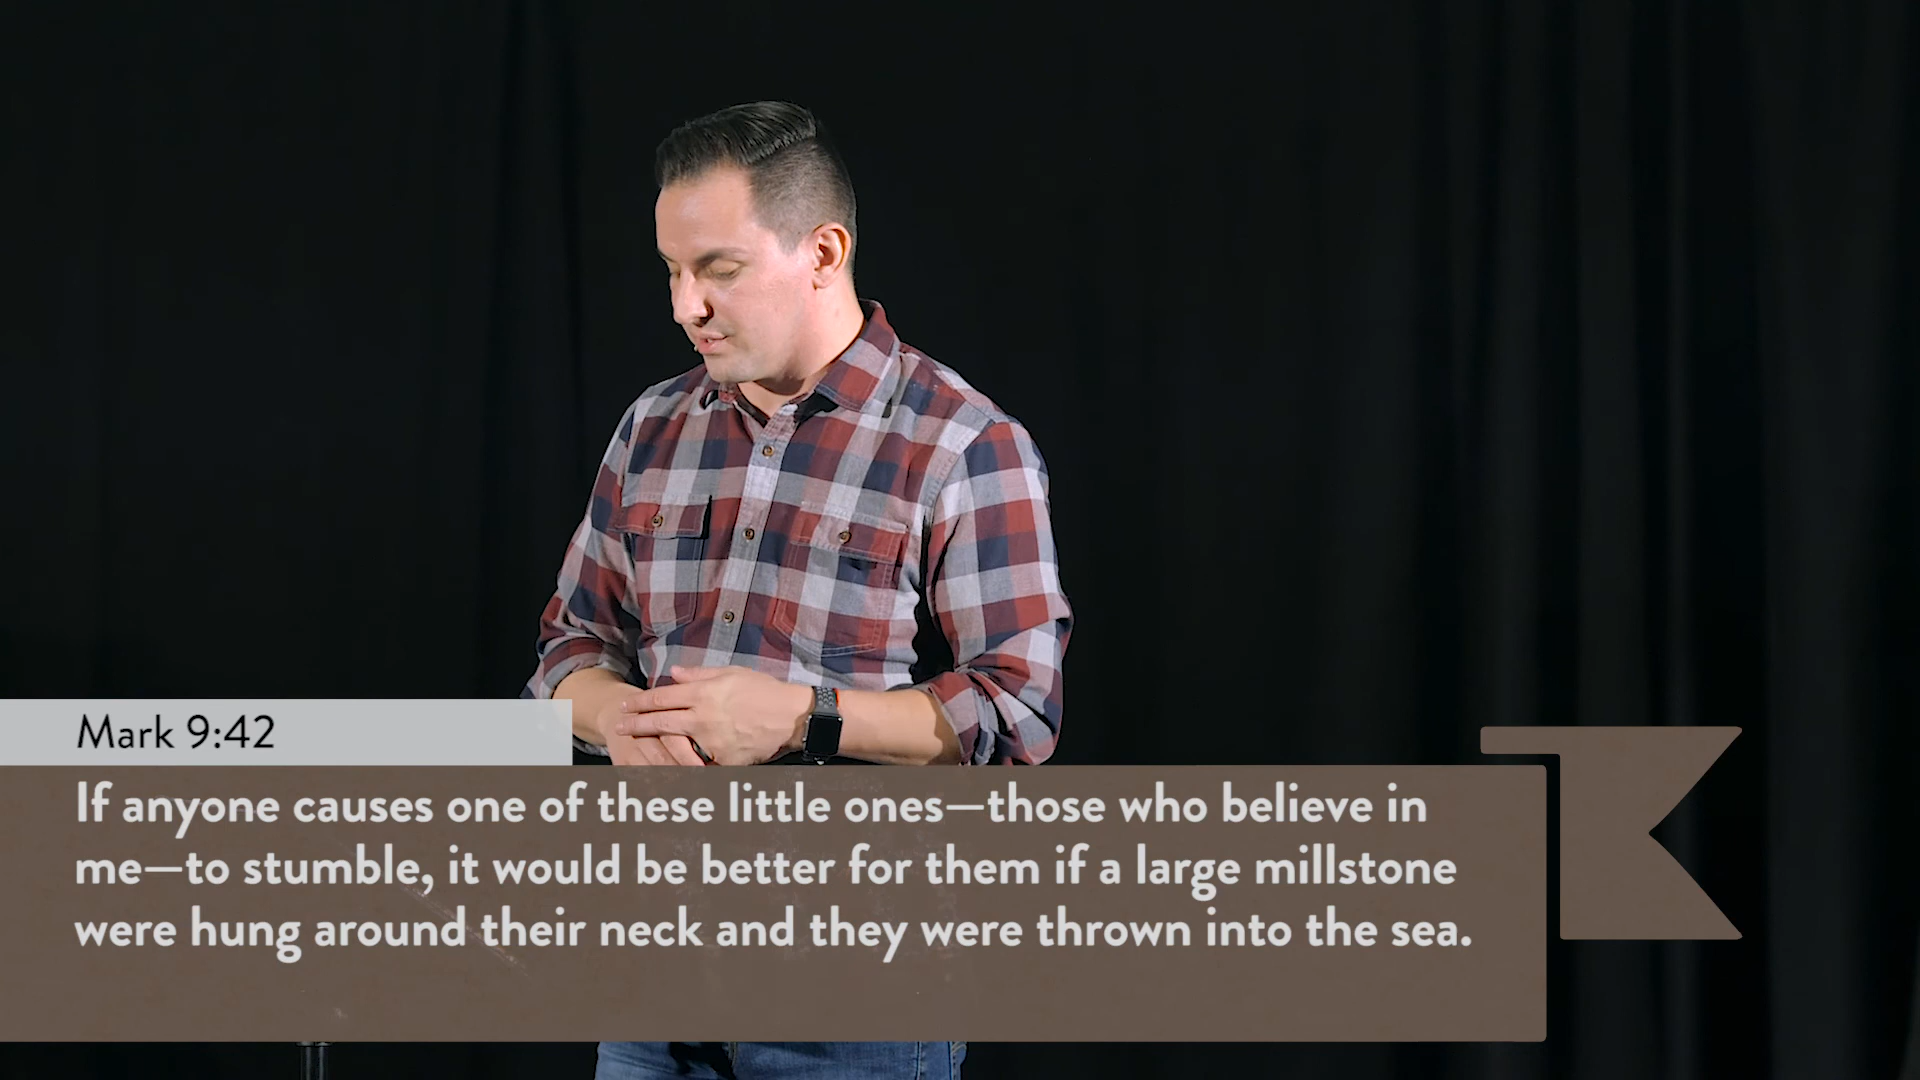 Mark 9:42
If anyone causes one of these little ones—those who believe in
me—to stumble, it would be better for them if a large millstone
were hung around their neck and they were thrown into the sea.